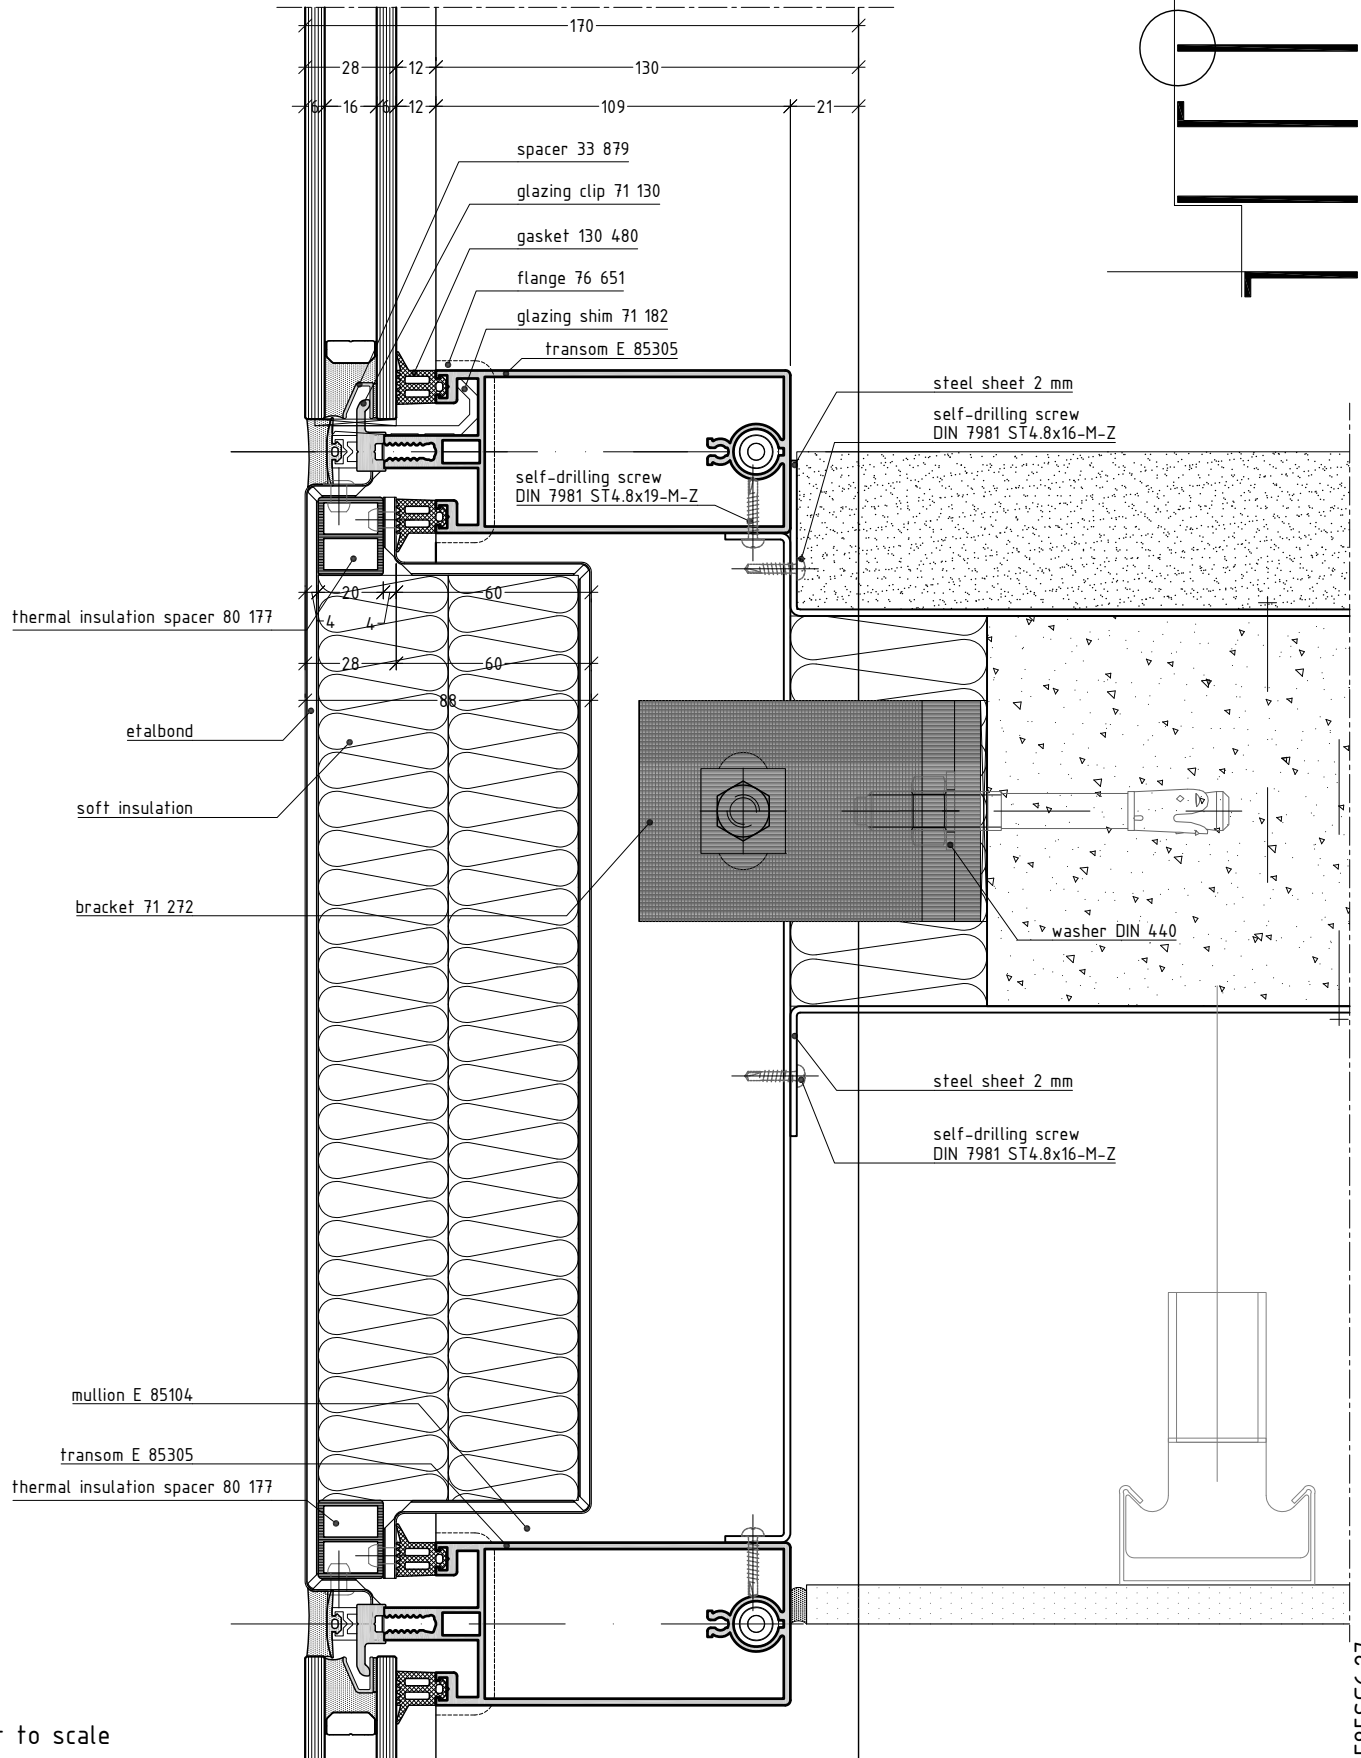 170
28
12
130
6
16
6
12
109
21
spacer 33 879
glazing clip 71 130
gasket 130 480
flange 76 651
glazing shim 71 182
transom E 85305
steel sheet 2 mm
self-drilling screw
DIN 7981 ST4.8x16-M-Z
self-drilling screw
DIN 7981 ST4.8x19-M-Z
20
60
4
4
thermal insulation spacer 80 177
28
60
88
etalbond
soft insulation
bracket 71 272
washer DIN 440
steel sheet 2 mm
self-drilling screw
DIN 7981 ST4.8x16-M-Z
mullion E 85104
transom E 85305
thermal insulation spacer 80 177
to scale